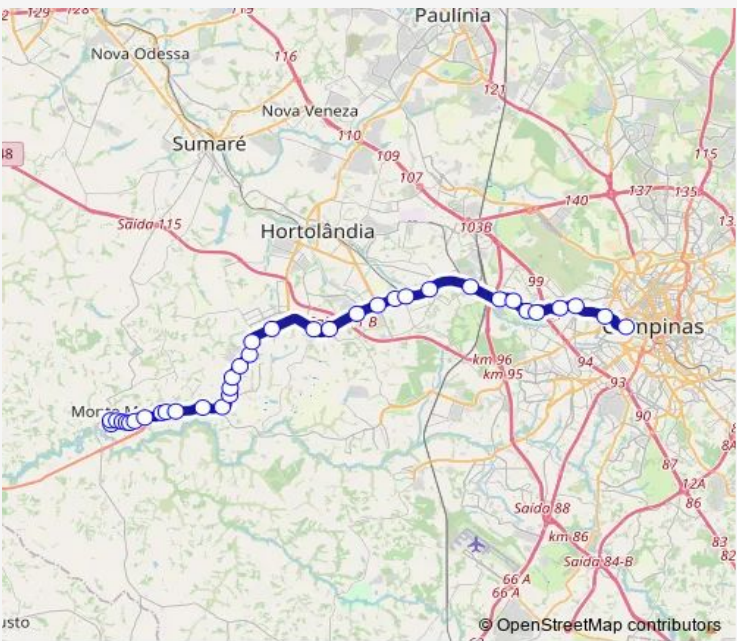 129
128
119
Paulínia
Nova Odessa
116
121
Nova Veneza
110
Sumaré
109
115
48
107
137
135
140
Saída 115
103B
Hortolândia
99
B
km 96
km 95
94
93
90
87
12A
86
Saída 88
83
km 86
82
Saída 84-B
66 A
66 A
© OpenStreetMap contributors